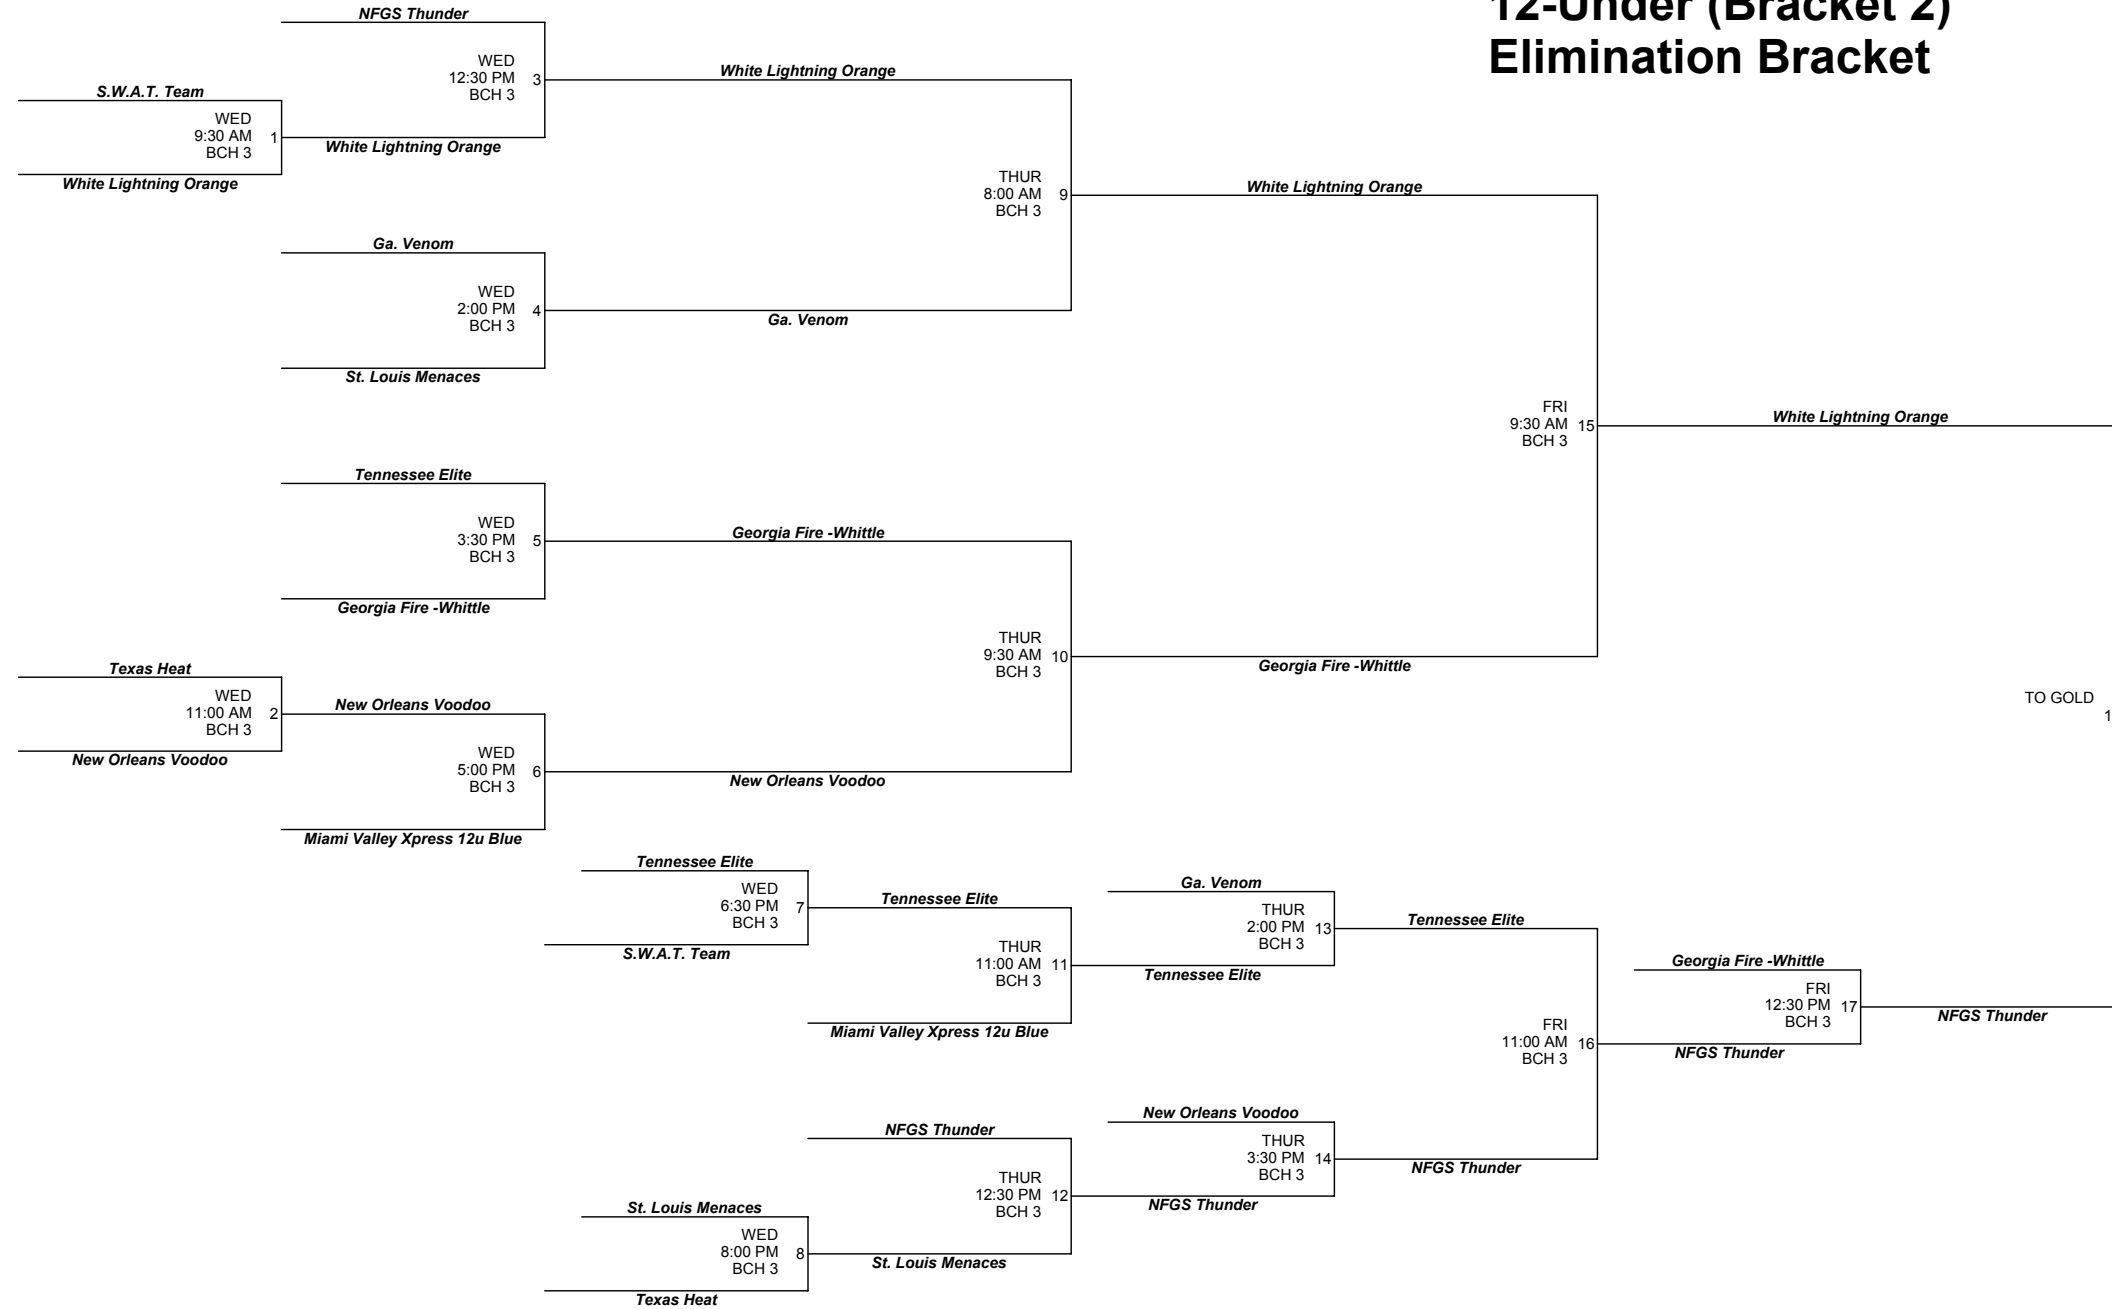 12-Under (Bracket 2)
Elimination Bracket
NFGS Thunder
WED
12:30 PM 3
BCH 3
White Lightning Orange
S.W.A.T. Team
WED
9:30 AM 1
BCH 3
White Lightning Orange
White Lightning Orange
THUR
8:00 AM 9
BCH 3
White Lightning Orange
Ga. Venom
WED
2:00 PM 4
BCH 3
Ga. Venom
St. Louis Menaces
FRI
9:30 AM 15
BCH 3
White Lightning Orange
Tennessee Elite
WED
3:30 PM 5
BCH 3
Georgia Fire -Whittle
Georgia Fire -Whittle
THUR
9:30 AM 10
BCH 3
Georgia Fire -Whittle
Texas Heat
WED
11:00 AM 2
BCH 3
New Orleans Voodoo
New Orleans Voodoo
WED
5:00 PM 6
BCH 3
New Orleans Voodoo
Miami Valley Xpress 12u Blue
TO GOLD
1
Tennessee Elite
WED
6:30 PM 7
BCH 3
S.W.A.T. Team
Tennessee Elite
THUR
11:00 AM 11
BCH 3
Miami Valley Xpress 12u Blue
Ga. Venom
THUR
2:00 PM 13
BCH 3
Tennessee Elite
Tennessee Elite
FRI
11:00 AM 16
BCH 3
Georgia Fire -Whittle
FRI
12:30 PM 17
BCH 3
NFGS Thunder
NFGS Thunder
NFGS Thunder
THUR
12:30 PM 12
BCH 3
New Orleans Voodoo
THUR
3:30 PM 14
BCH 3
NFGS Thunder
NFGS Thunder
St. Louis Menaces
WED
8:00 PM 8
BCH 3
St. Louis Menaces
Texas Heat